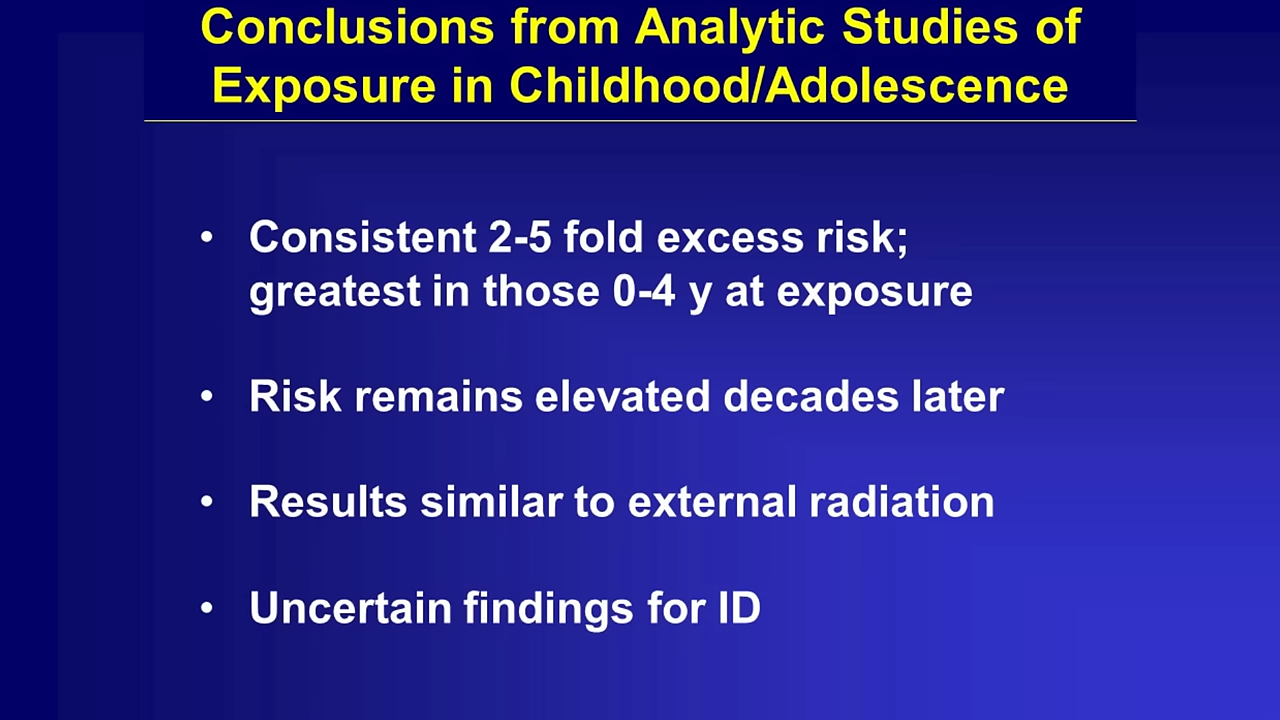 Conclusions from Analytic Studies of
Exposure in Childhood/Adolescence
• Consistent 2-5 fold excess risk;
greatest in those 0-4 y at exposure
• Risk remains elevated decades later
• Results similar to external radiation
• Uncertain findings for ID